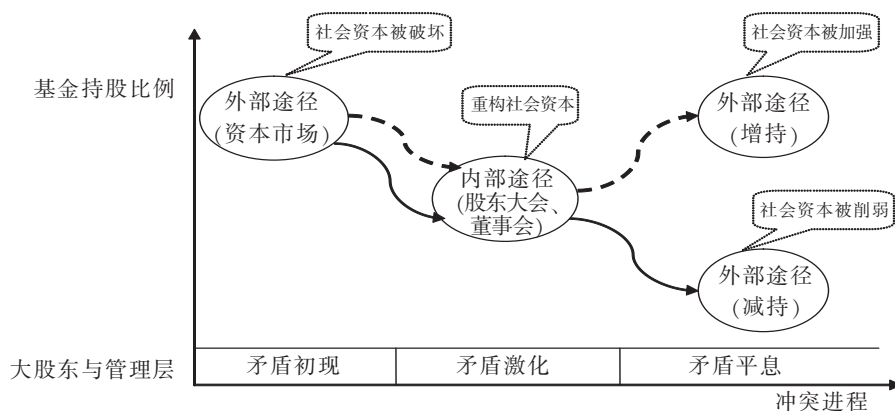 社会资本被破坏
社会资本被加强
基金持股比例
外部途径
(资本市场)
重构社会资本
外部途径
(增持)
内部途径
(股东大会、
董事会)
社会资本被削弱
外部途径
(减持)
大股东与管理层
矛盾初现
矛盾激化
矛盾平息
冲突进程